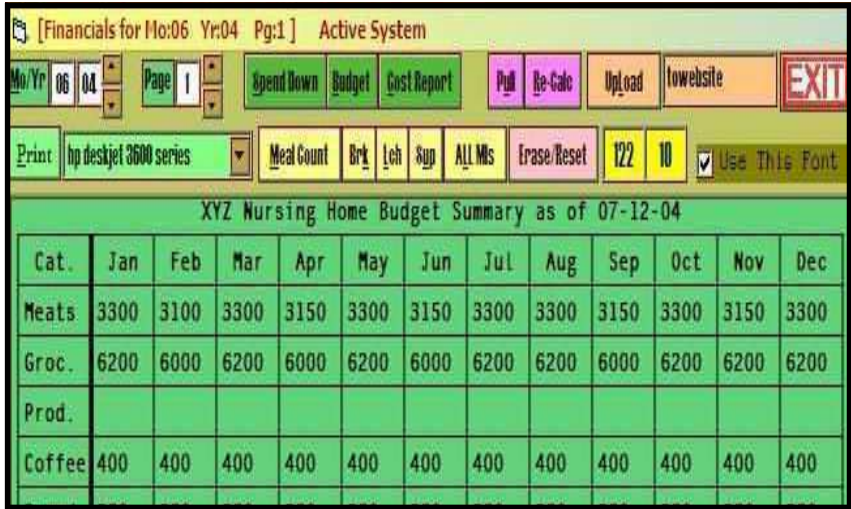 [Financials for Mo:06 Yr:04 Pg:1 ] Active System
Mo/Yr 06 04 Page 1 Spend Down Budget Cost Report Pull Re-Calc UpLoad towebsite EXIT
Print hp deskjet 3600 series Meal Count Brk Lch Sup ALL Mls Erase/Reset 122 10 Use This Font
XYZ Nursing Home Budget Summary as of 07-12-04
Cat. Jan Feb Mar Apr May Jun Jul Aug Sep Oct Nov Dec
Meats 3300 3100 3300 3150 3300 3150 3300 3300 3150 3300 3150 3300
Groc. 6200 6000 6200 6000 6200 6000 6200 6200 6000 6200 6200 6200
Prod.
Coffee 400 400 400 400 400 400 400 400 400 400 400 400